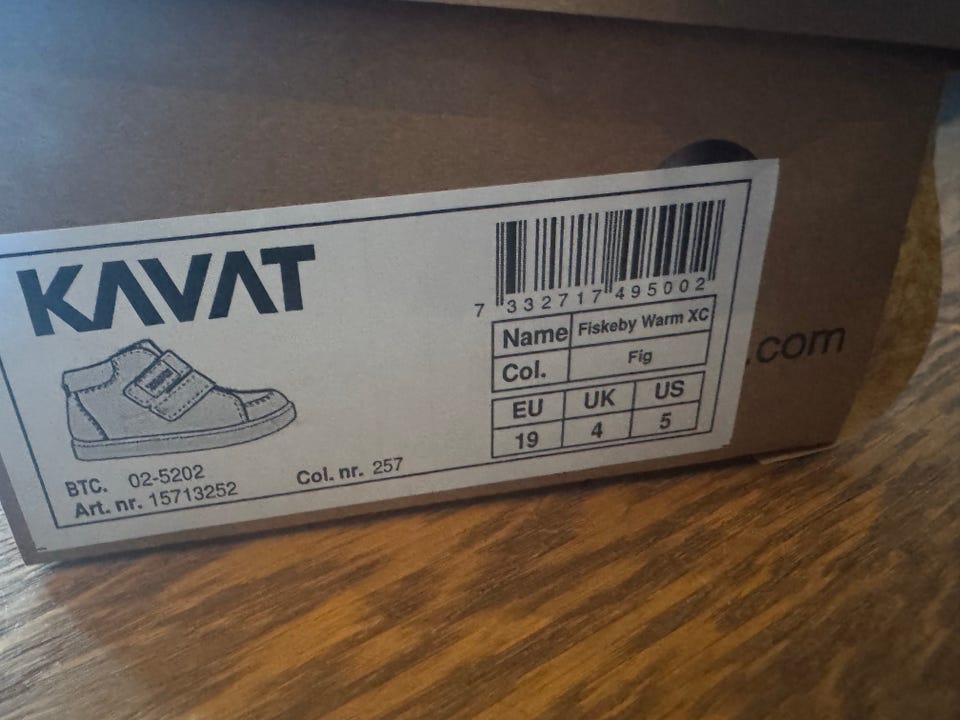 KAVAT
7 332717 495002
Name Fiskeby Warm XC
Col. Fig
EU UK US
19 4 5
BTC. 02-5202
Art. nr. 15713252
Col. nr. 257
.com